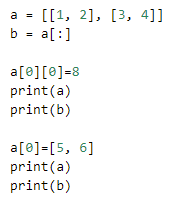 a = [[1, 2], [3, 4]]
b = a[:]
a[0][0]=8
print(a)
print(b)
a[0]=[5, 6]
print(a)
print(b)